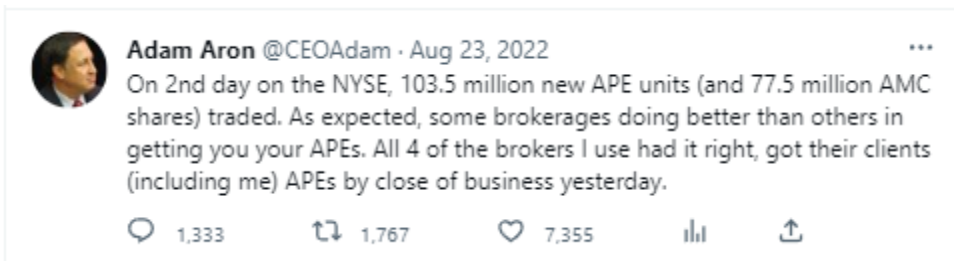 Adam Aron @CEOAdam · Aug 23, 2022 ···
On 2nd day on the NYSE, 103.5 million new APE units (and 77.5 million AMC
shares) traded. As expected, some brokerages doing better than others in
getting you your APEs. All 4 of the brokers I use had it right, got their clients
(including me) APEs by close of business yesterday.
1,333 1,767 7,355